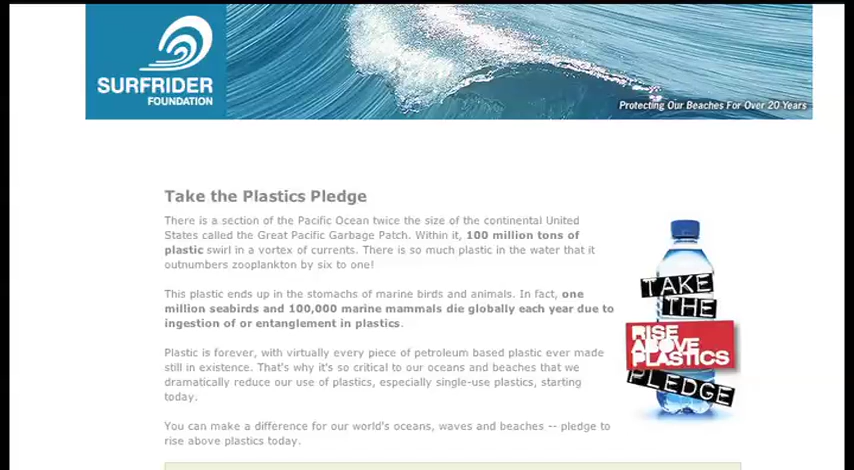 SURFRIDER
FOUNDATION
Protecting Our Beaches For Over 20 Years
Take the Plastics Pledge
There is a section of the Pacific Ocean twice the size of the continental United
States called the Great Pacific Garbage Patch. Within it, 100 million tons of
plastic swirl in a vortex of currents. There is so much plastic in the water that it
outnumbers zooplankton by six to one!
This plastic ends up in the stomachs of marine birds and animals. In fact, one
million seabirds and 100,000 marine mammals die globally each year due to
ingestion of or entanglement in plastics.
Plastic is forever, with virtually every piece of petroleum based plastic ever made
still in existence. That's why it's so critical to our oceans and beaches that we
dramatically reduce our use of plastics, especially single-use plastics, starting
today.
You can make a difference for our world's oceans, waves and beaches -- pledge to
rise above plastics today.
TAKE
THE
RISE
ABOVE
PLASTICS
PLEDGE